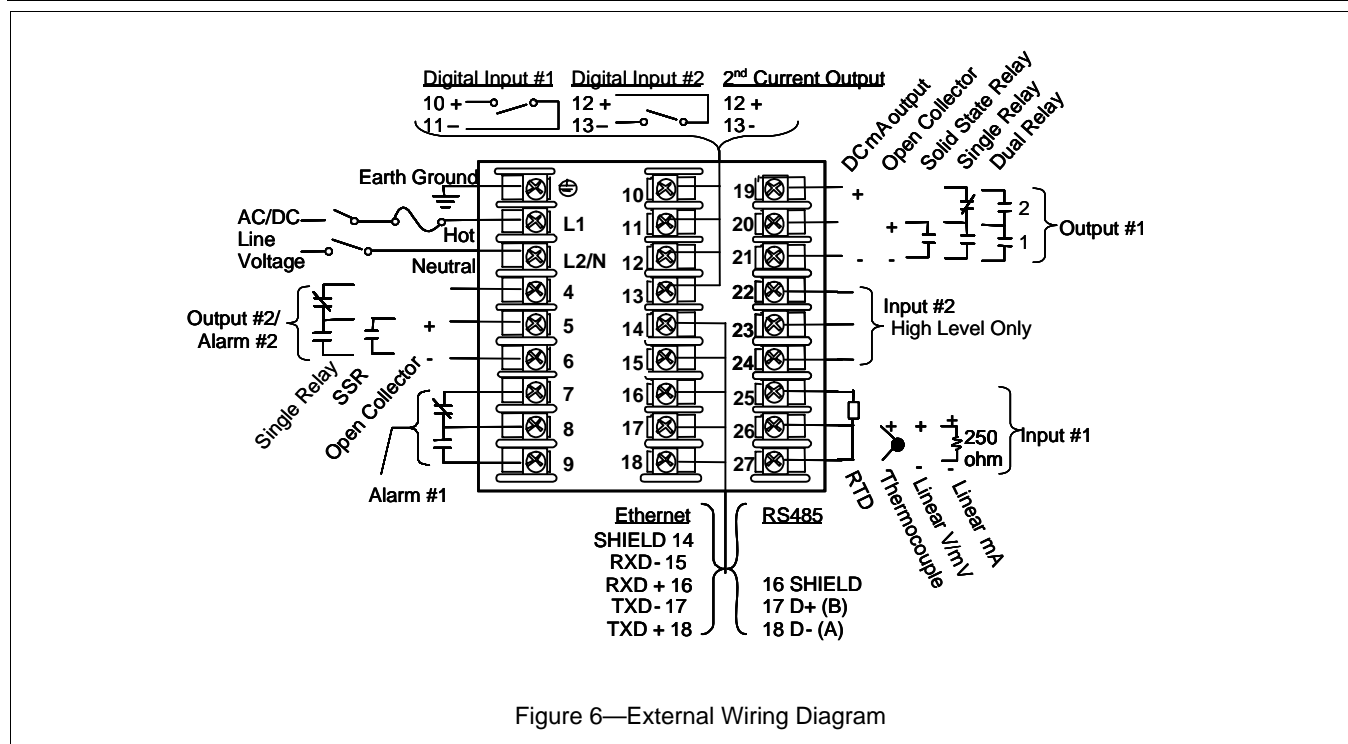 Digital Input #1
10 +
11 –
Digital Input #2
12 +
13 –
2nd Current Output
12 +
13 -
DC mA output
Open Collector
Solid State Relay
Single Relay
Dual Relay
Earth Ground
AC/DC
Line
Voltage
Hot
Neutral
L1
L2/N
4
5
6
7
8
9
10
11
12
13
14
15
16
17
18
19
20
21
22
23
24
25
26
27
+
+
-
-
2
1
Output #1
Output #2/
Alarm #2
+
-
Single Relay
SSR
Open Collector
Alarm #1
Input #2
High Level Only
+
+
+
250
ohm
-
-
Input #1
RTD
Thermocouple
Linear V/mV
Linear mA
Ethernet
SHIELD 14
RXD- 15
RXD + 16
TXD- 17
TXD + 18
RS485
16 SHIELD
17 D+ (B)
18 D- (A)
Figure 6—External Wiring Diagram